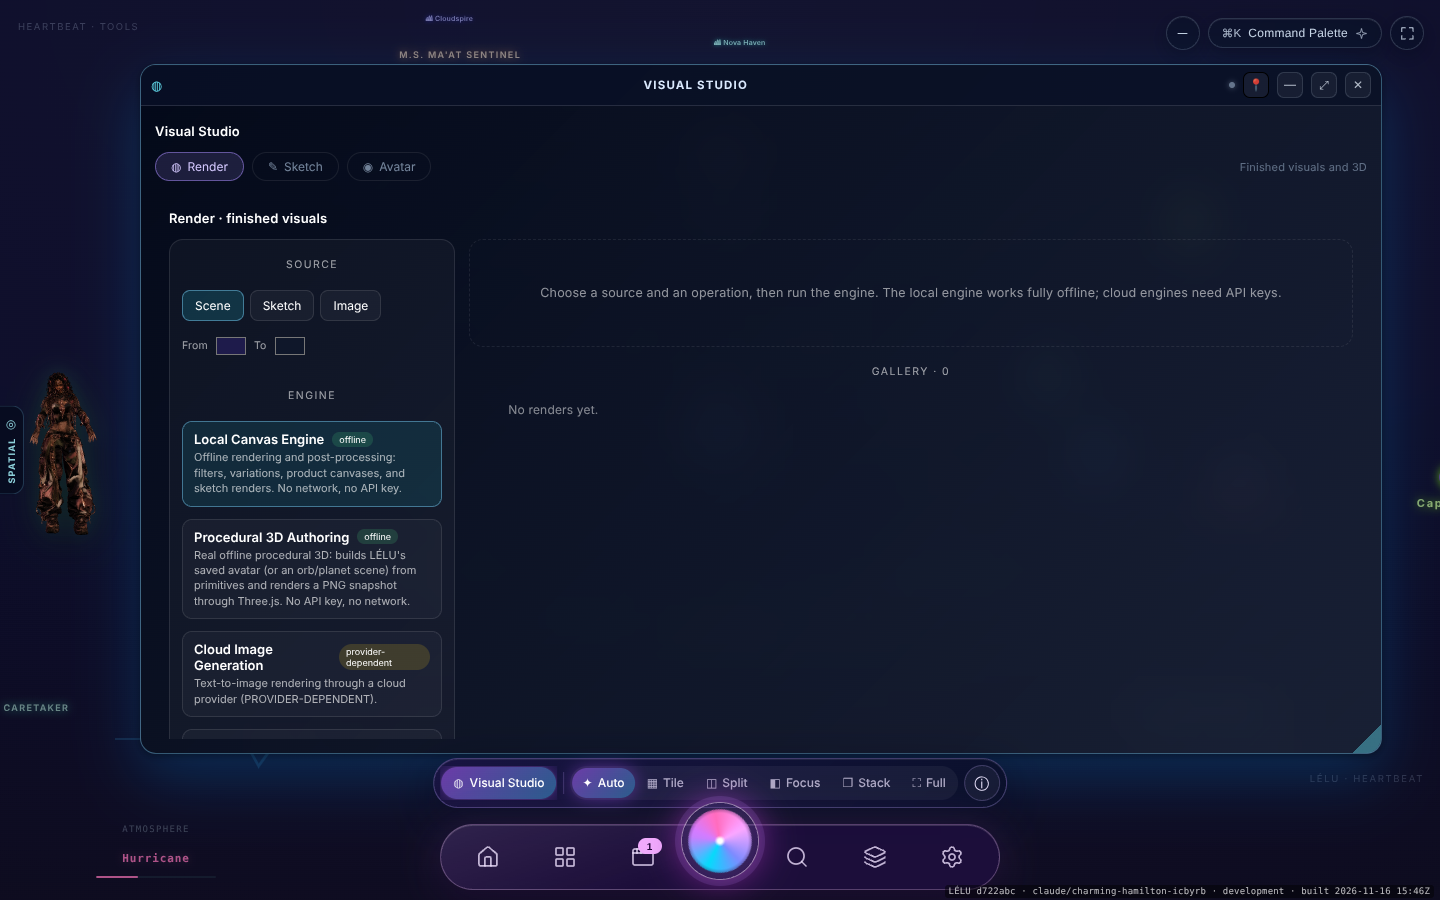 HEARTBEAT · TOOLS
Cloudspire
Nova Haven
M.S. MA'AT SENTINEL
⌘K Command Palette
VISUAL STUDIO
Visual Studio
Render
Sketch
Avatar
Finished visuals and 3D
Render · finished visuals
SOURCE
Scene
Sketch
Image
From
To
Choose a source and an operation, then run the engine. The local engine works fully offline; cloud engines need API keys.
GALLERY · 0
No renders yet.
ENGINE
Local Canvas Engine offline
Offline rendering and post-processing:
filters, variations, product canvases, and
sketch renders. No network, no API key.
Procedural 3D Authoring offline
Real offline procedural 3D: builds LÉLU's
saved avatar (or an orb/planet scene) from
primitives and renders a PNG snapshot
through Three.js. No API key, no network.
Cloud Image
Generation
provider-
dependent
Text-to-image rendering through a cloud
provider (PROVIDER-DEPENDENT).
SPATIAL
Cap
CARETAKER
Visual Studio
Auto
Tile
Split
Focus
Stack
Full
LÉLU · HEARTBEAT
ATMOSPHERE
Hurricane
1
LÉLU d722abc · claude/charming-hamilton-icbyrb · development · built 2026-11-16 15:46Z